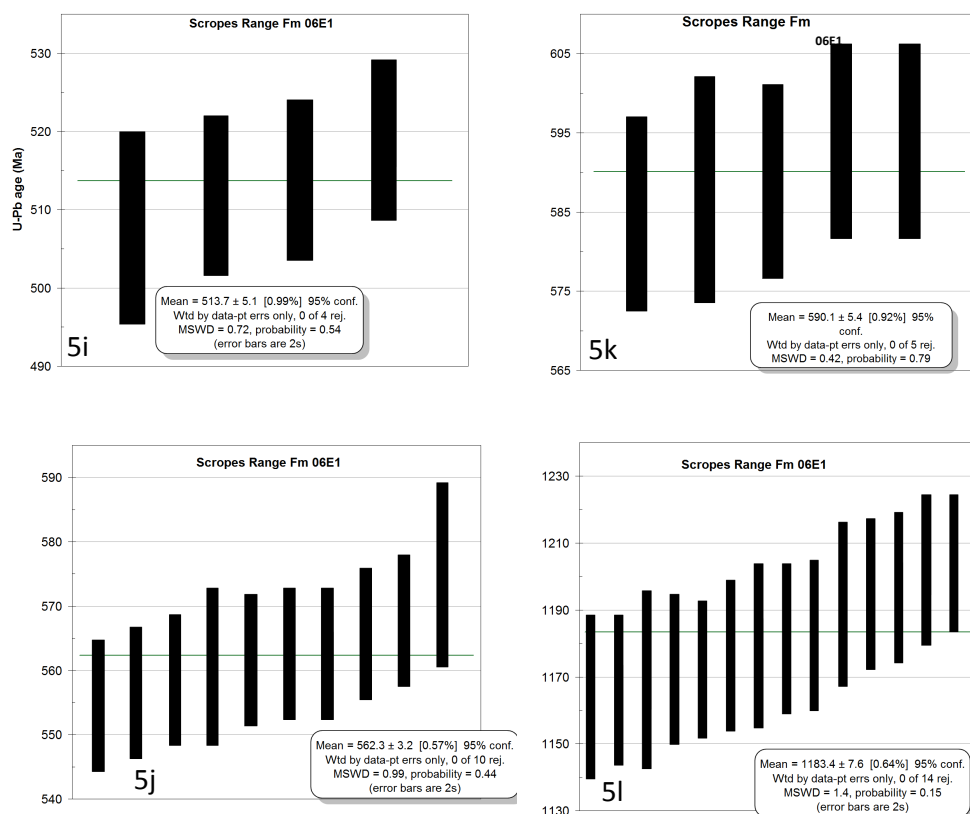 Scropes Range Fm 06E1
530
520
510
500
490
U-Pb age (Ma)
Mean = 513.7 ± 5.1 [0.99%] 95% conf.
Wtd by data-pt errs only, 0 of 4 rej.
MSWD = 0.72, probability = 0.54
(error bars are 2s)
5i
Scropes Range Fm
06E1
605
595
585
575
565
Mean = 590.1 ± 5.4 [0.92%] 95%
conf.
Wtd by data-pt errs only, 0 of 5 rej.
MSWD = 0.42, probability = 0.79
5k
Scropes Range Fm 06E1
590
580
570
560
550
540
Mean = 562.3 ± 3.2 [0.57%] 95% conf.
Wtd by data-pt errs only, 0 of 10 rej.
MSWD = 0.99, probability = 0.44
(error bars are 2s)
5j
Scropes Range Fm 06E1
1230
1210
1190
1170
1150
1130
Mean = 1183.4 ± 7.6 [0.64%] 95% conf.
Wtd by data-pt errs only, 0 of 14 rej.
MSWD = 1.4, probability = 0.15
(error bars are 2s)
5l